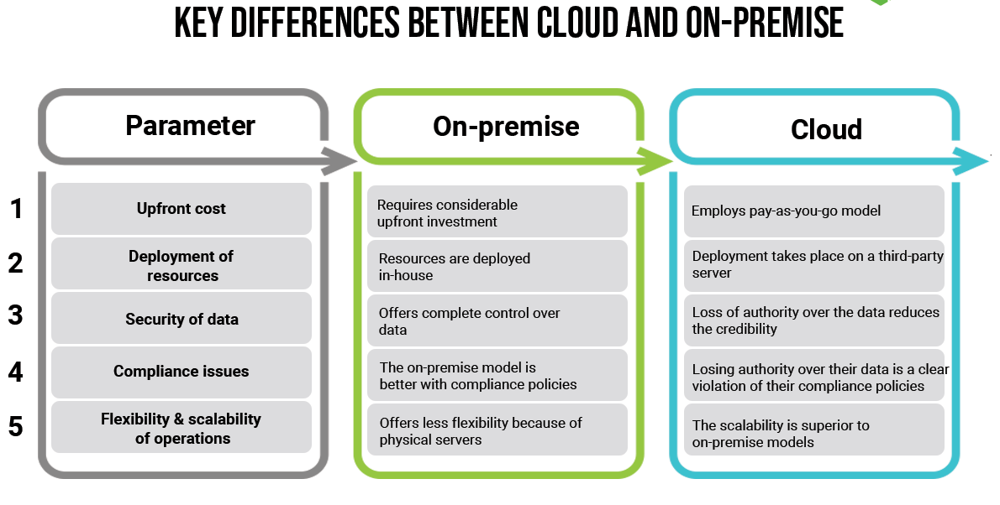 KEY DIFFERENCES BETWEEN CLOUD AND ON-PREMISE
Parameter
On-premise
Cloud
1
Upfront cost
Requires considerable
upfront investment
Employs pay-as-you-go model
2
Deployment of
resources
Resources are deployed
in-house
Deployment takes place on a third-party
server
3
Security of data
Offers complete control over
data
Loss of authority over the data reduces
the credibility
4
Compliance issues
The on-premise model is
better with compliance policies
Losing authority over their data is a clear
violation of their compliance policies
5
Flexibility & scalability
of operations
Offers less flexibility because of
physical servers
The scalability is superior to
on-premise models